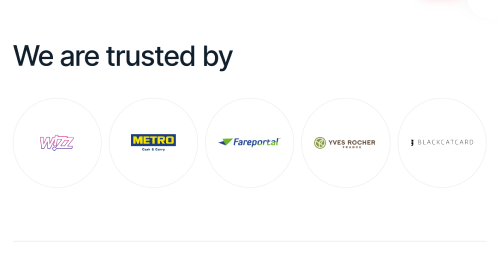 We are trusted by
WIZZ
METRO
Cash & Carry
Fareportal
YVES ROCHER
FRANCE
BLACKCATCARD